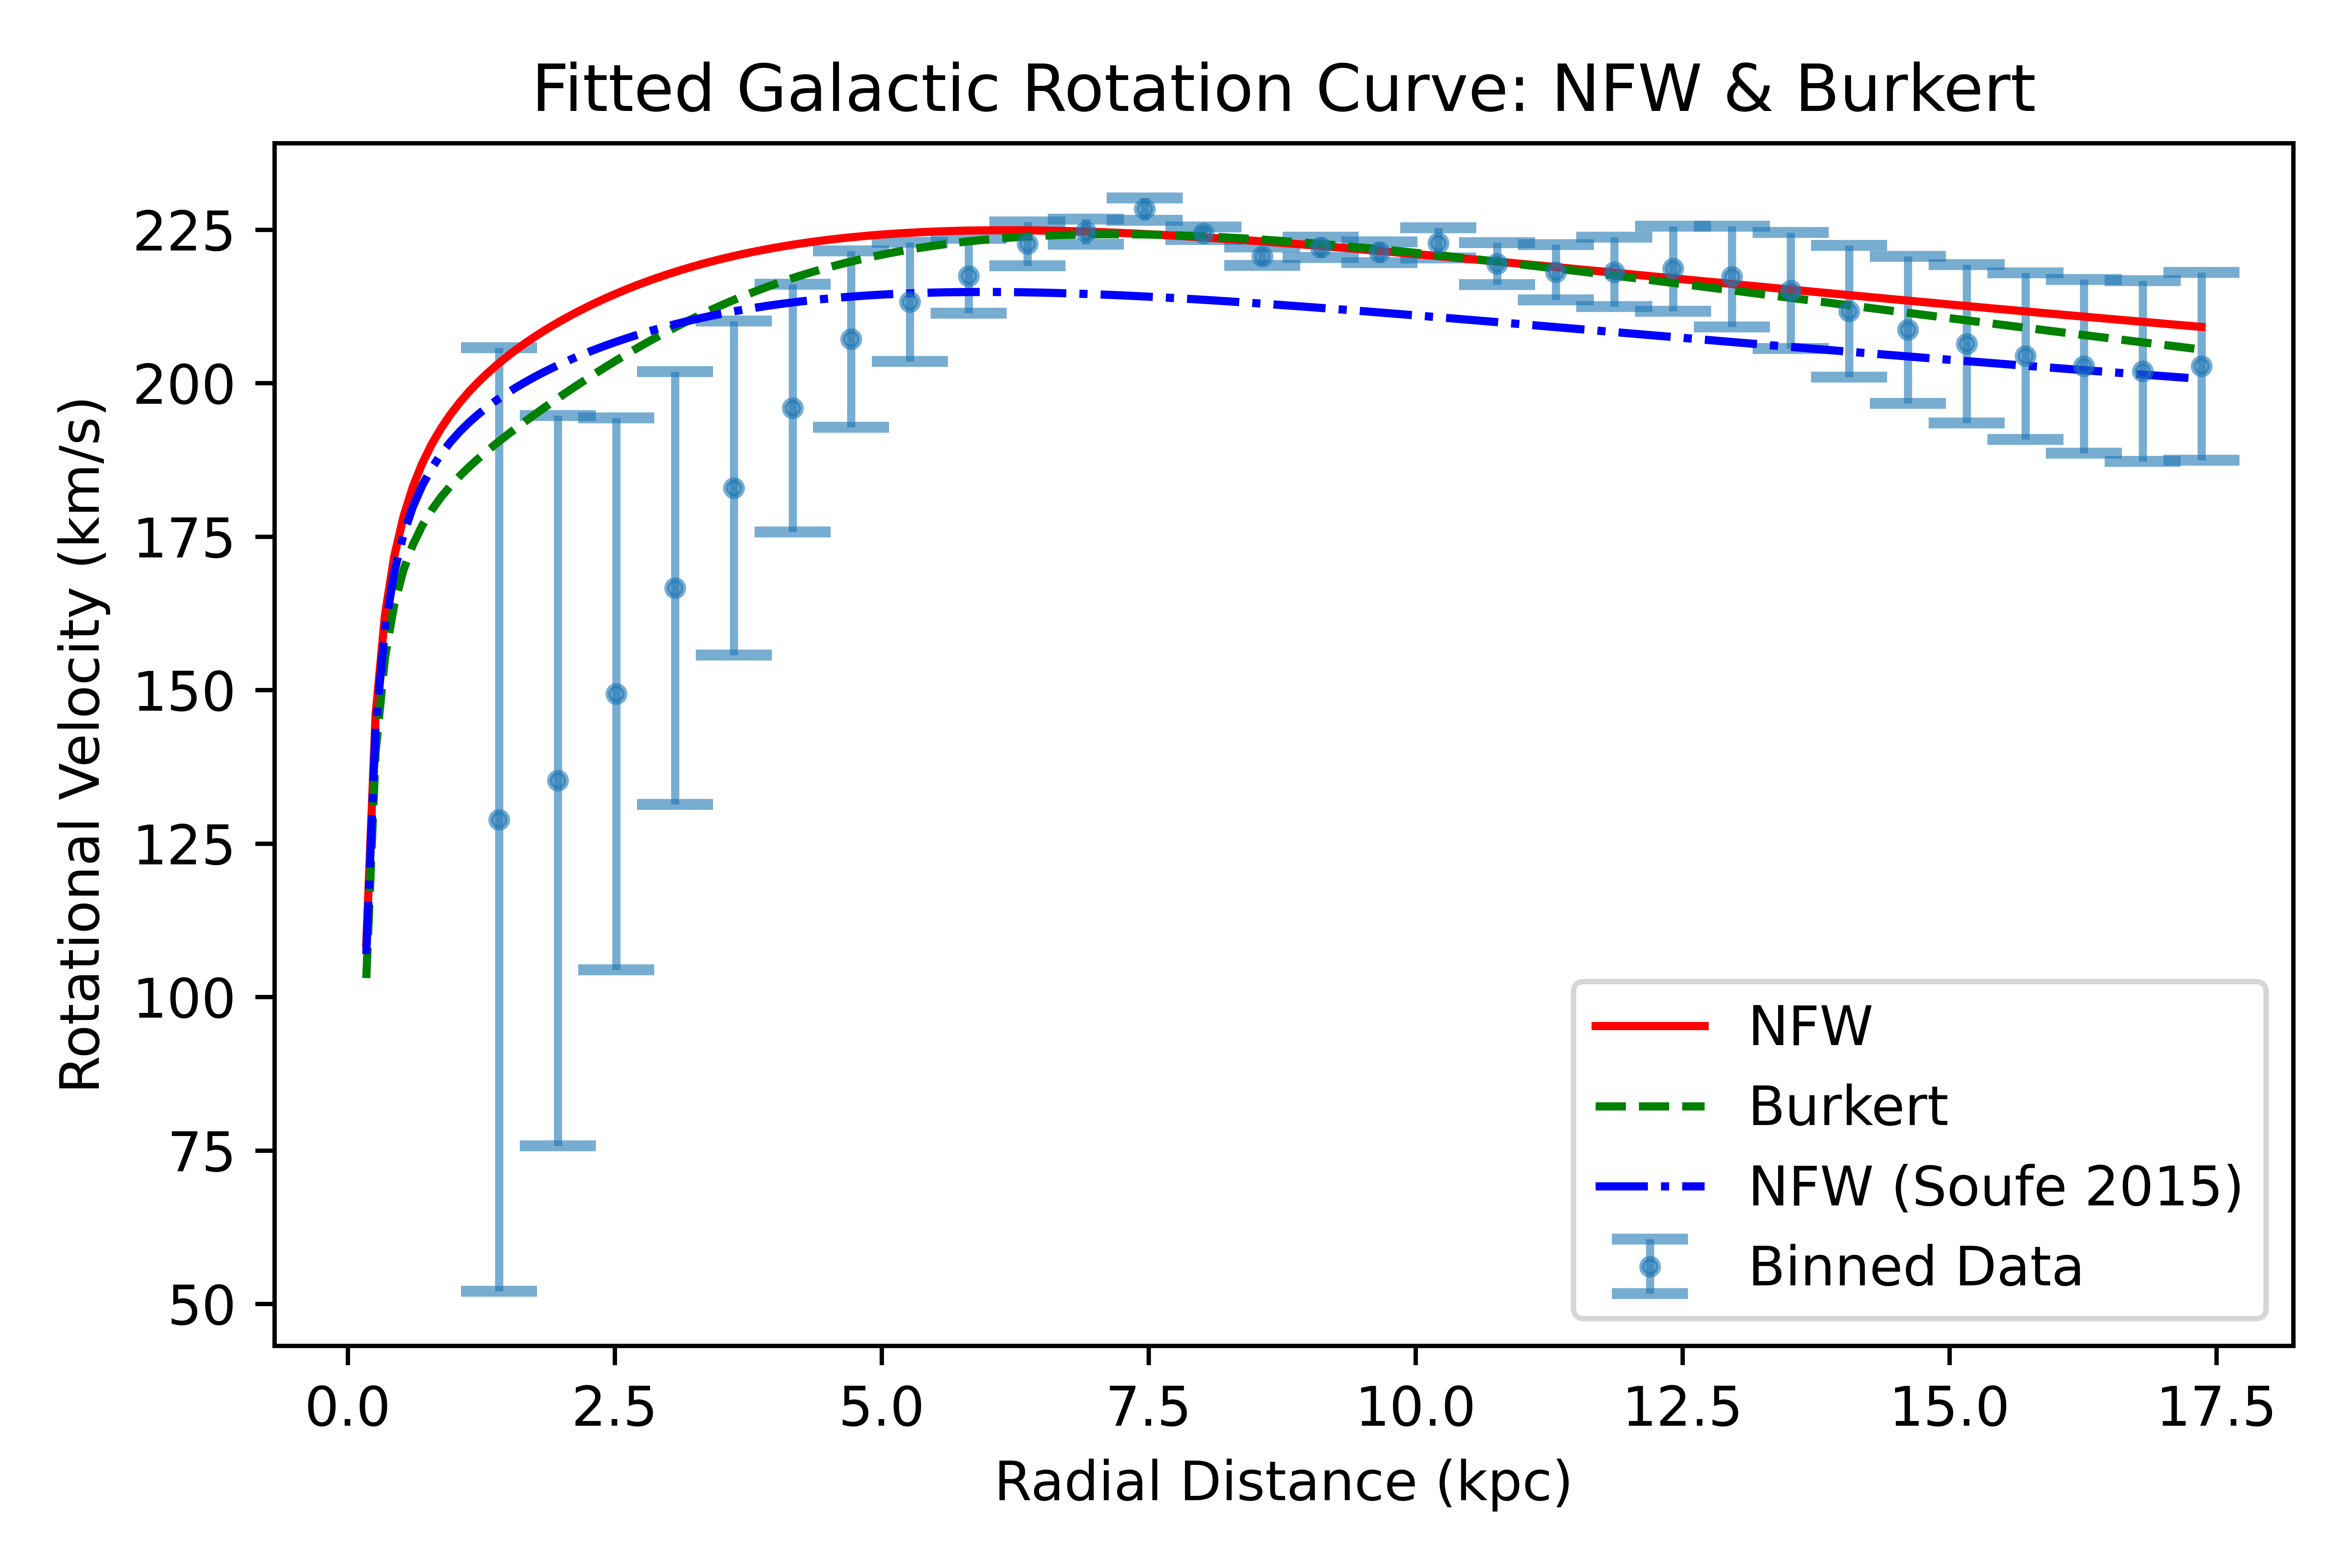 Fitted Galactic Rotation Curve: NFW & Burkert
Rotational Velocity (km/s)
225
200
175
150
125
100
75
50
NFW
Burkert
NFW (Soufe 2015)
Binned Data
0.0 2.5 5.0 7.5 10.0 12.5 15.0 17.5
Radial Distance (kpc)